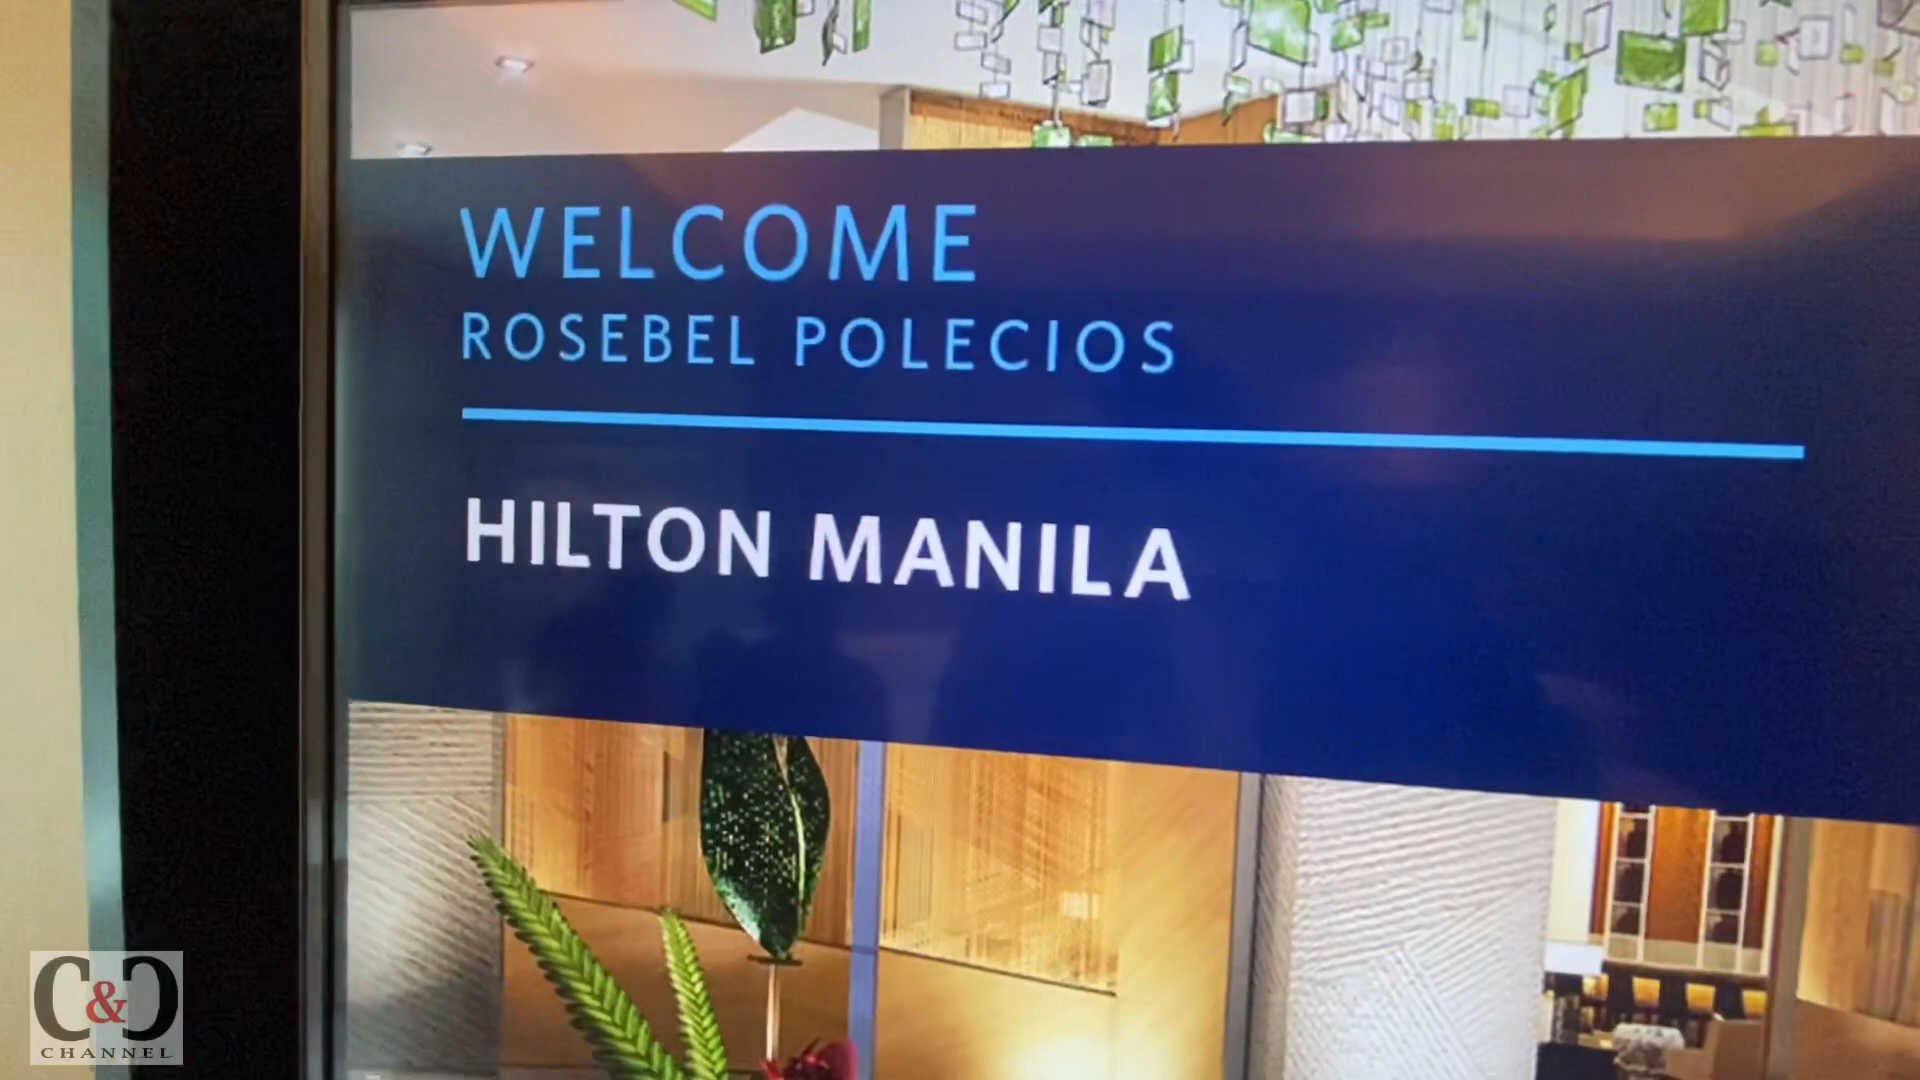 WELCOME
ROSEBEL POLECIOS
HILTON MANILA
C&C
CHANNEL